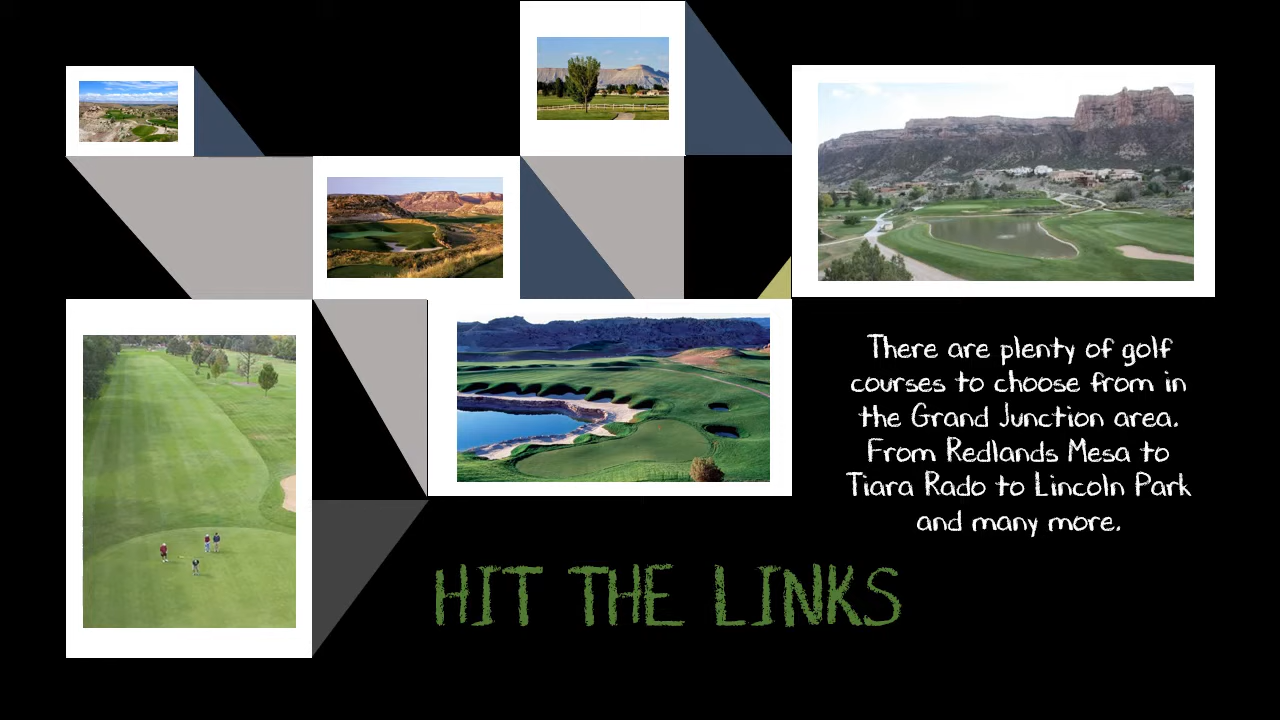 There are plenty of golf
courses to choose from in
the Grand Junction area.
From Redlands Mesa to
Tiara Rado to Lincoln Park
and many more.
HIT THE LINKS